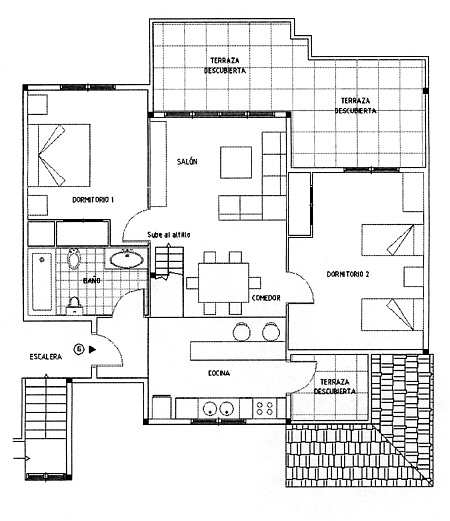 TERRAZA
DESCUBIERTA
TERRAZA
DESCUBIERTA
SALÓN
DORMITORIO 1
Sube al altillo
BAÑO
DORMITORIO 2
COMEDOR
ESCALERA
6
COCINA
TERRAZA
DESCUBIERTA